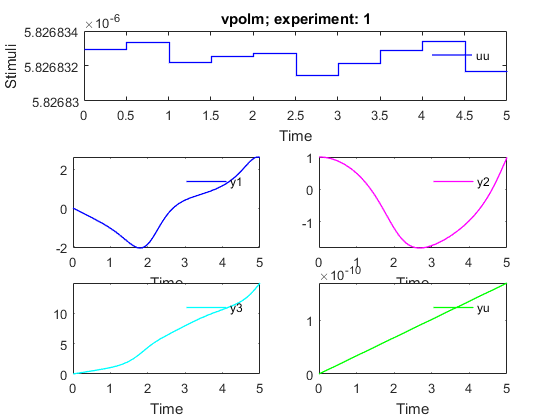 vpolm; experiment: 1
×10⁻⁶
Stimuli
5.826834
5.826832
5.82683
uu
0 0.5 1 1.5 2 2.5 3 3.5 4 4.5 5
Time
2
0
-2
y1
0 1 2 3 4 5
Time
1
0
-1
y2
0 1 2 3 4 5
Time
10
5
0
y3
0 1 2 3 4 5
Time
×10⁻¹⁰
1
0
yu
0 1 2 3 4 5
Time